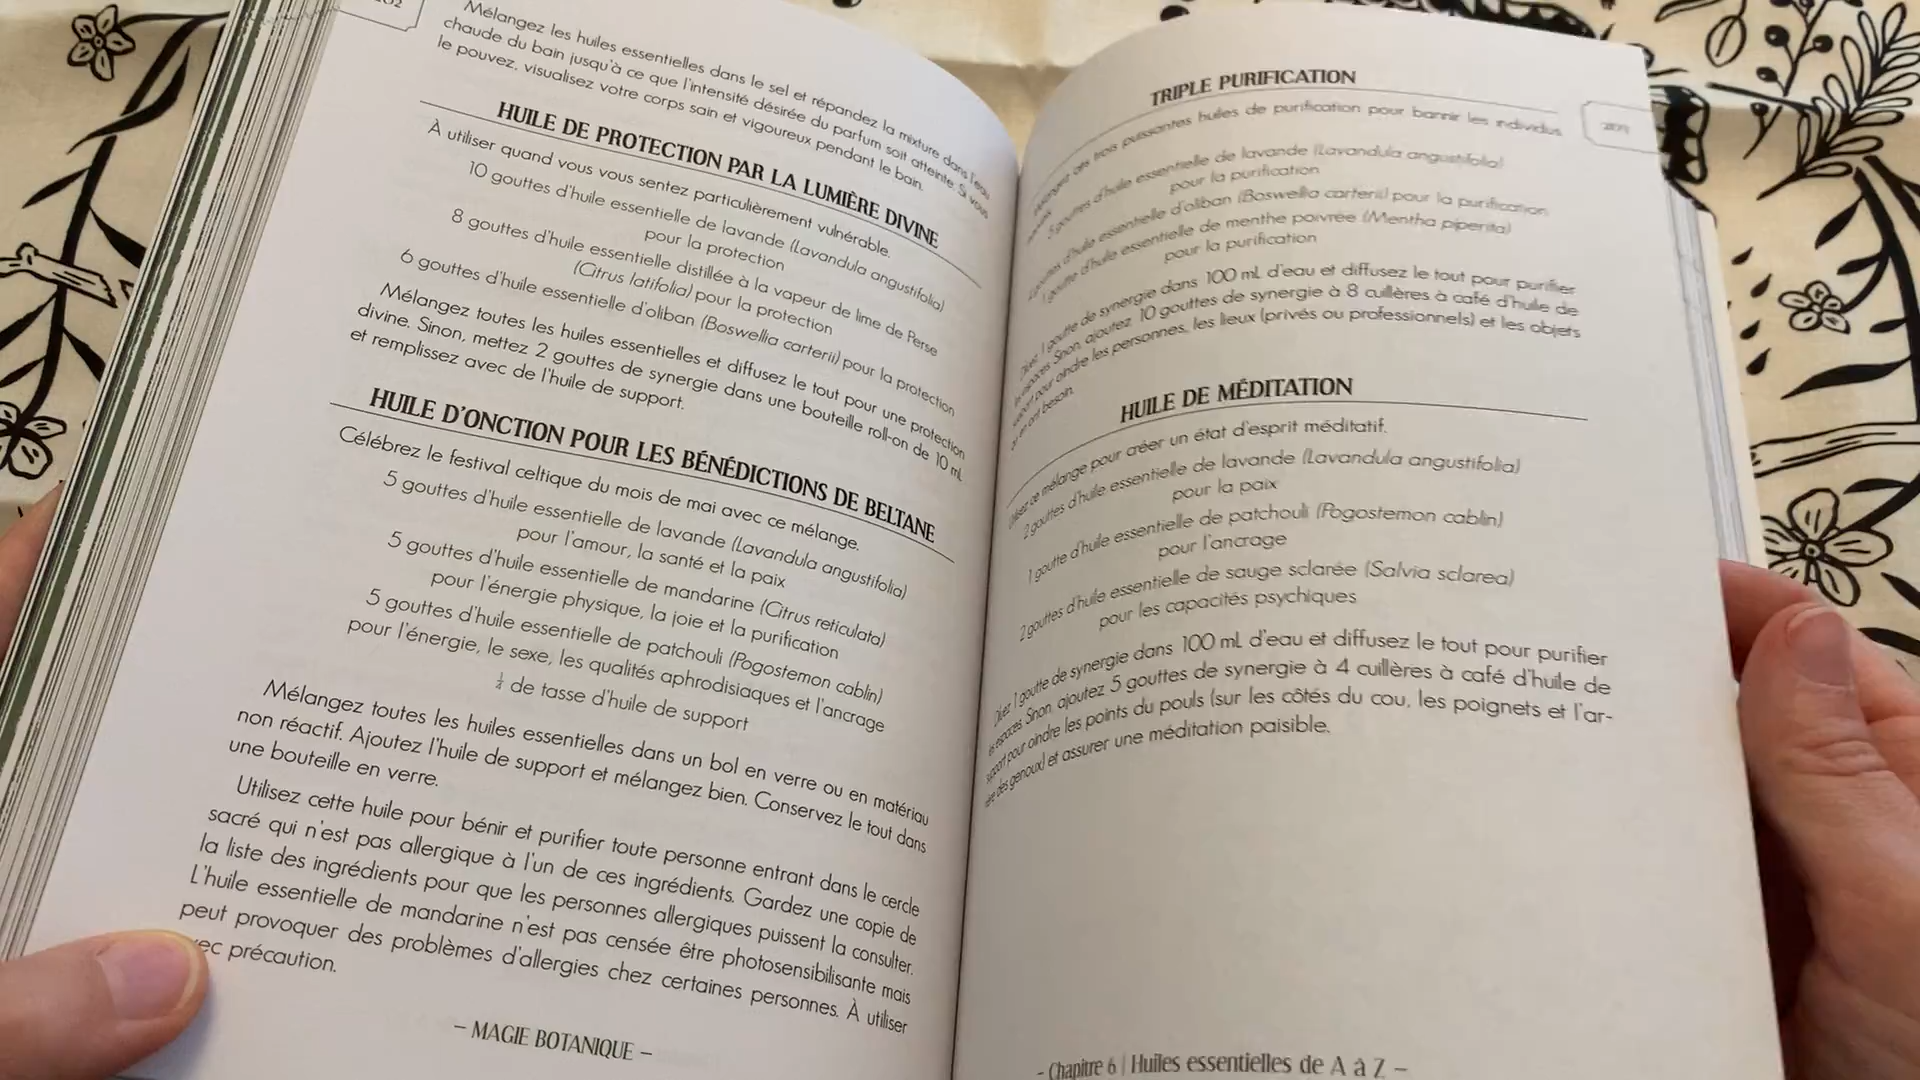 Mélangez les huiles essentielles dans le sel et répandez la mixture dans l'eau
chaude du bain jusqu'à ce que l'intensité désirée du parfum soit atteinte. Si vous
le pouvez, visualisez votre corps sain et vigoureux pendant le bain.
HUILE DE PROTECTION PAR LA LUMIÈRE DIVINE
À utiliser quand vous vous sentez particulièrement vulnérable.
10 gouttes d'huile essentielle de lavande (Lavandula angustifolia)
pour la protection
8 gouttes d'huile essentielle distillée à la vapeur de lime de Perse
(Citrus latifolia) pour la protection
6 gouttes d'huile essentielle d'oliban (Boswellia carterii) pour la protection
Mélangez toutes les huiles essentielles et diffusez le tout pour une protection
divine. Sinon, mettez 2 gouttes de synergie dans une bouteille roll-on de 10 mL
et remplissez avec de l'huile de support.
HUILE D'ONCTION POUR LES BÉNÉDICTIONS DE BELTANE
Célébrez le festival celtique du mois de mai avec ce mélange.
5 gouttes d'huile essentielle de lavande (Lavandula angustifolia)
pour l'amour, la santé et la paix
5 gouttes d'huile essentielle de mandarine (Citrus reticulata)
pour l'énergie physique, la joie et la purification
5 gouttes d'huile essentielle de patchouli (Pogostemon cablin)
pour l'énergie, le sexe, les qualités aphrodisiaques et l'ancrage
de tasse d'huile de support
Mélangez toutes les huiles essentielles dans un bol en verre ou en matériau
non réactif. Ajoutez l'huile de support et mélangez bien. Conservez le tout dans
une bouteille en verre.
Utilisez cette huile pour bénir et purifier toute personne entrant dans le cercle
sacré qui n'est pas allergique à l'un de ces ingrédients. Gardez une copie de
la liste des ingrédients pour que les personnes allergiques puissent la consulter.
L'huile essentielle de mandarine n'est pas censée être photosensibilisante mais
peut provoquer des problèmes d'allergies chez certaines personnes. À utiliser
précaution.
– MAGIE BOTANIQUE –
TRIPLE PURIFICATION
trois puissantes huiles de purification pour bannir les individus
5 gouttes d'huile essentielle de lavande (Lavandula angustifolia)
pour la purification
gouttes d'huile essentielle d'oliban (Boswellia carterii) pour la purification
1 goutte d'huile essentielle de menthe poivrée (Mentha piperita)
pour la purification
1 goutte de synergie dans 100 mL d'eau et diffusez le tout pour purifier
les espaces. Sinon, ajoutez 10 gouttes de synergie à 8 cuillères à café d'huile de
support pour oindre les personnes, les lieux (privés ou professionnels) et les objets
qui en ont besoin.
HUILE DE MÉDITATION
Utilisez ce mélange pour créer un état d'esprit méditatif.
2 gouttes d'huile essentielle de lavande (Lavandula angustifolia)
pour la paix
1 goutte d'huile essentielle de patchouli (Pogostemon cablin)
pour l'ancrage
2 gouttes d'huile essentielle de sauge sclarée (Salvia sclarea)
pour les capacités psychiques
Diluez 1 goutte de synergie dans 100 mL d'eau et diffusez le tout pour purifier
les espaces. Sinon, ajoutez 5 gouttes de synergie à 4 cuillères à café d'huile de
support pour oindre les points du pouls (sur les côtés du cou, les poignets et l'ar-
rière des genoux) et assurer une méditation paisible.
– Chapitre 6 | Huiles essentielles de A à Z –